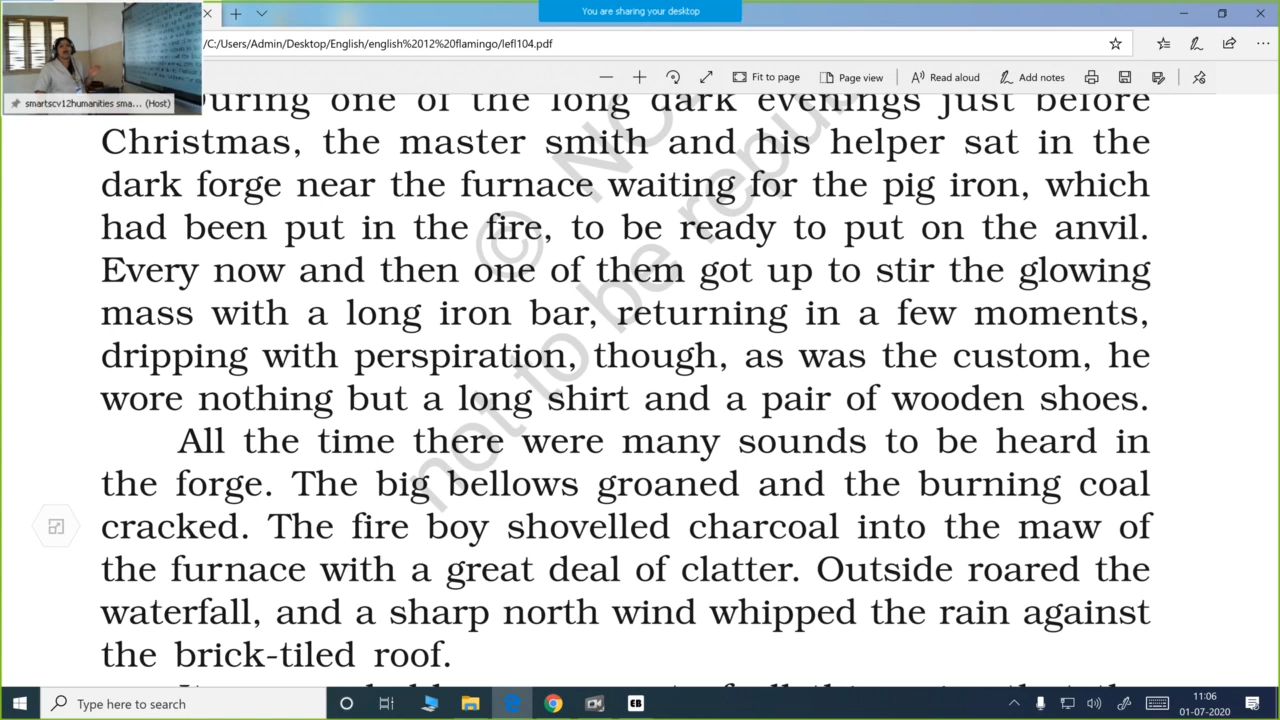 You are sharing your desktop
/C:/Users/Admin/Desktop/English/english%2012%20flamingo/lefl104.pdf
Fit to page
Page view
Read aloud
Add notes
smartscv12humanities sma... (Host)
During one of the long dark evenings just before
Christmas, the master smith and his helper sat in the
dark forge near the furnace waiting for the pig iron, which
had been put in the fire, to be ready to put on the anvil.
Every now and then one of them got up to stir the glowing
mass with a long iron bar, returning in a few moments,
dripping with perspiration, though, as was the custom, he
wore nothing but a long shirt and a pair of wooden shoes.
All the time there were many sounds to be heard in
the forge. The big bellows groaned and the burning coal
cracked. The fire boy shovelled charcoal into the maw of
the furnace with a great deal of clatter. Outside roared the
waterfall, and a sharp north wind whipped the rain against
the brick-tiled roof.
© NC
not to be repu
Type here to search
EB
11:06
01-07-2020